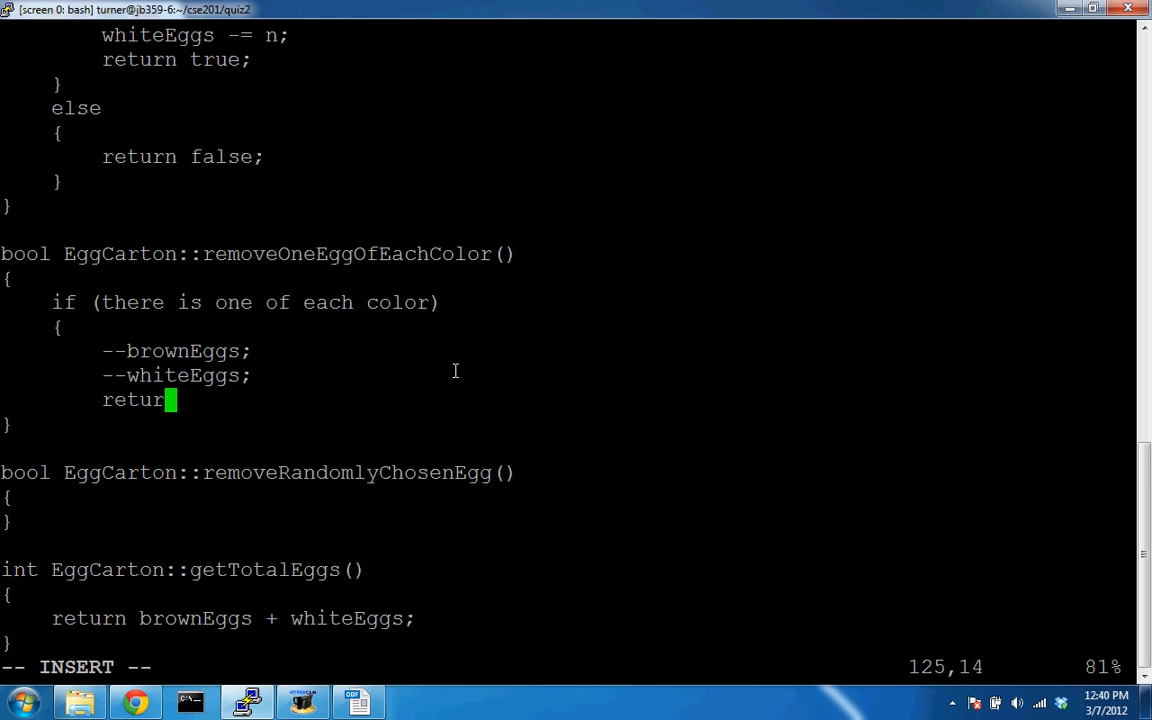 [screen 0: bash] turner@jb359-6:~/cse201/quiz2
whiteEggs -= n;
return true;
}
else
{
return false;
}
}
bool EggCarton::removeOneEggOfEachColor()
{
if (there is one of each color)
{
--brownEggs;
--whiteEggs;
retur
}
bool EggCarton::removeRandomlyChosenEgg()
{
}
int EggCarton::getTotalEggs()
{
return brownEggs + whiteEggs;
}
-- INSERT -- 125,14 81%
HYPERCAM
ODF
12:40 PM
3/7/2012